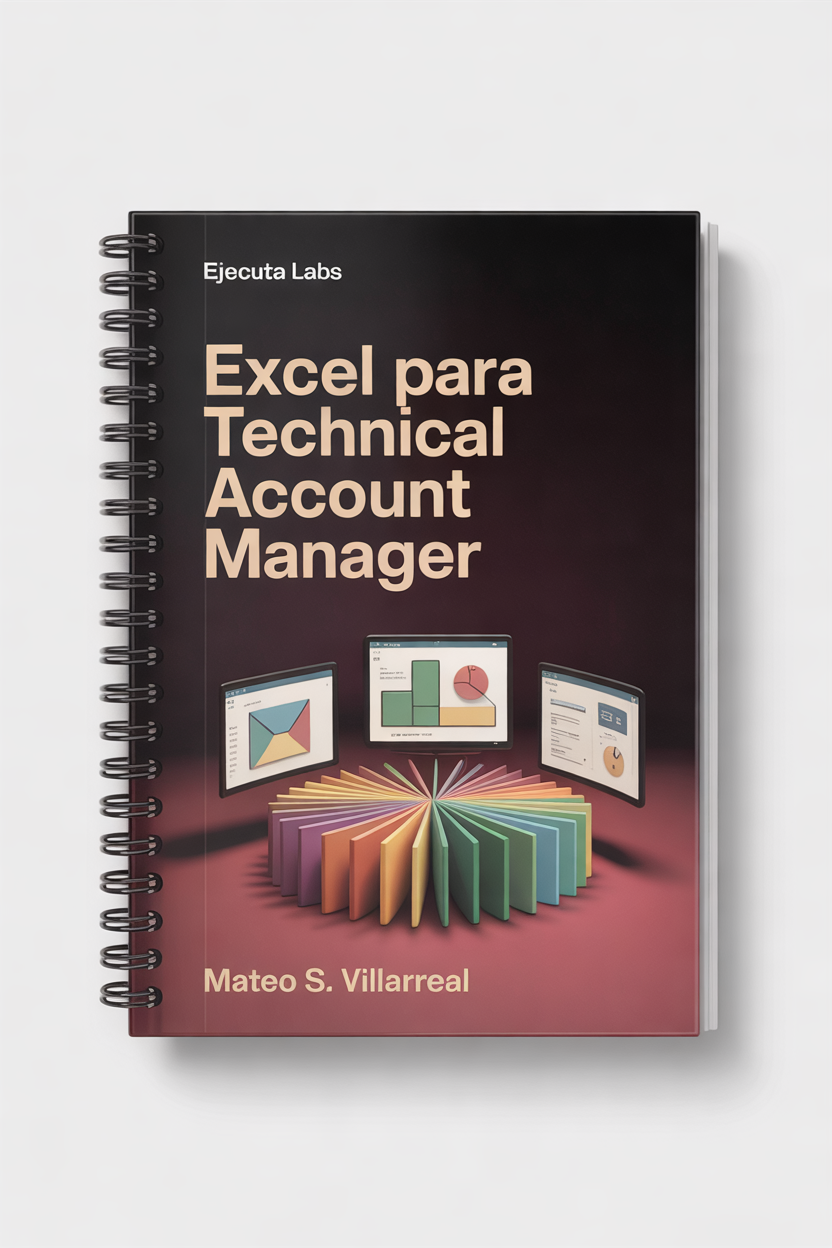 Ejecuta Labs
Excel para
Technical
Account
Manager
Mateo S. Villarreal